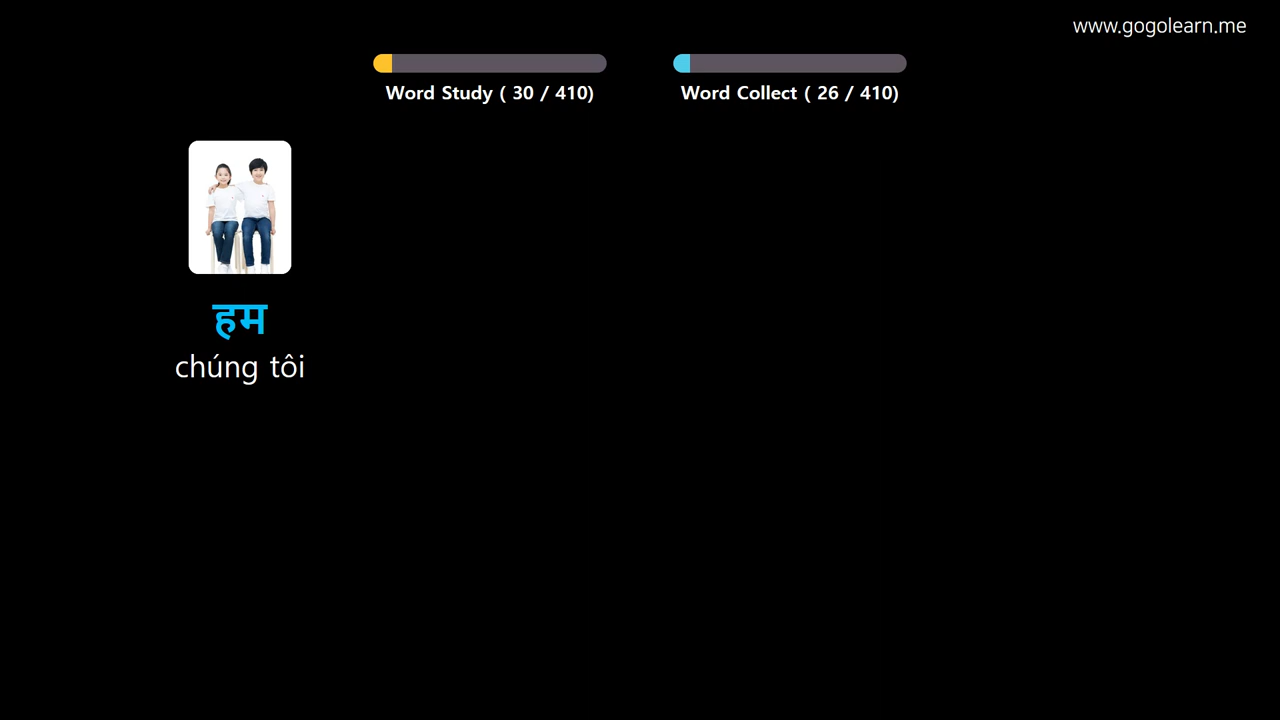 www.gogolearn.me
Word Study ( 30 / 410)
Word Collect ( 26 / 410)
हम
chúng tôi